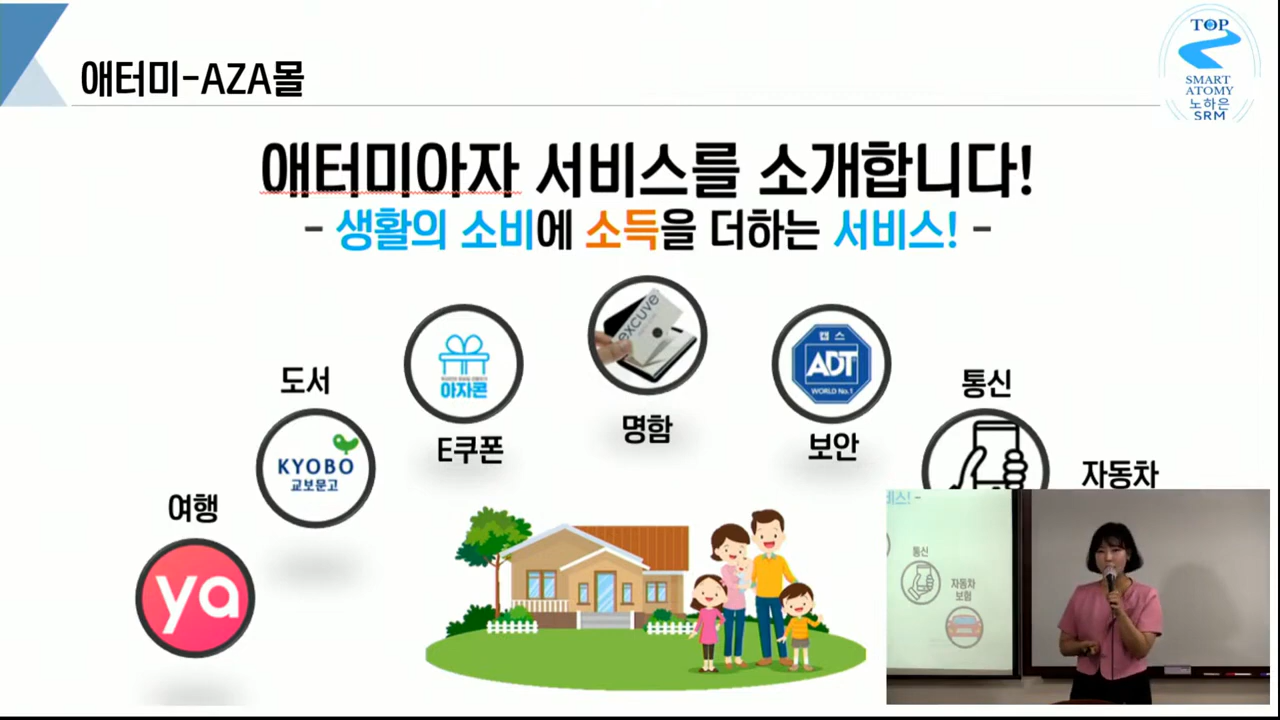 애터미-AZA몰
TOP
SMART
ATOMY
노하은
SRM
애터미아자 서비스를 소개합니다!
- 생활의 소비에 소득을 더하는 서비스! -
도서
KYOBO
교보문고
여행
ya
아자콘
E쿠폰
excuve
명함
캡스
ADT
WORLD No.1
보안
통신
자동차
비스! -
통신
자동차
보험